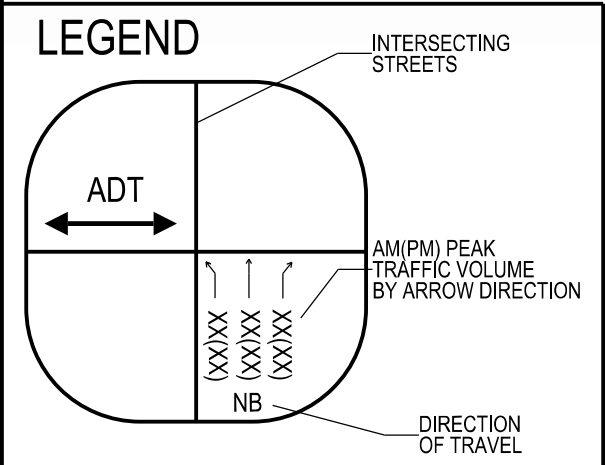 LEGEND
INTERSECTING
STREETS
ADT
AM(PM) PEAK
TRAFFIC VOLUME
BY ARROW DIRECTION
XX(XX)
XX(XX)
XX(XX)
NB
DIRECTION
OF TRAVEL